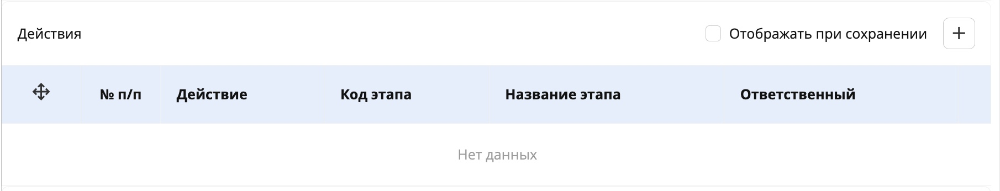 Действия
Отображать при сохранении
№ п/п Действие Код этапа Название этапа Ответственный
Нет данных